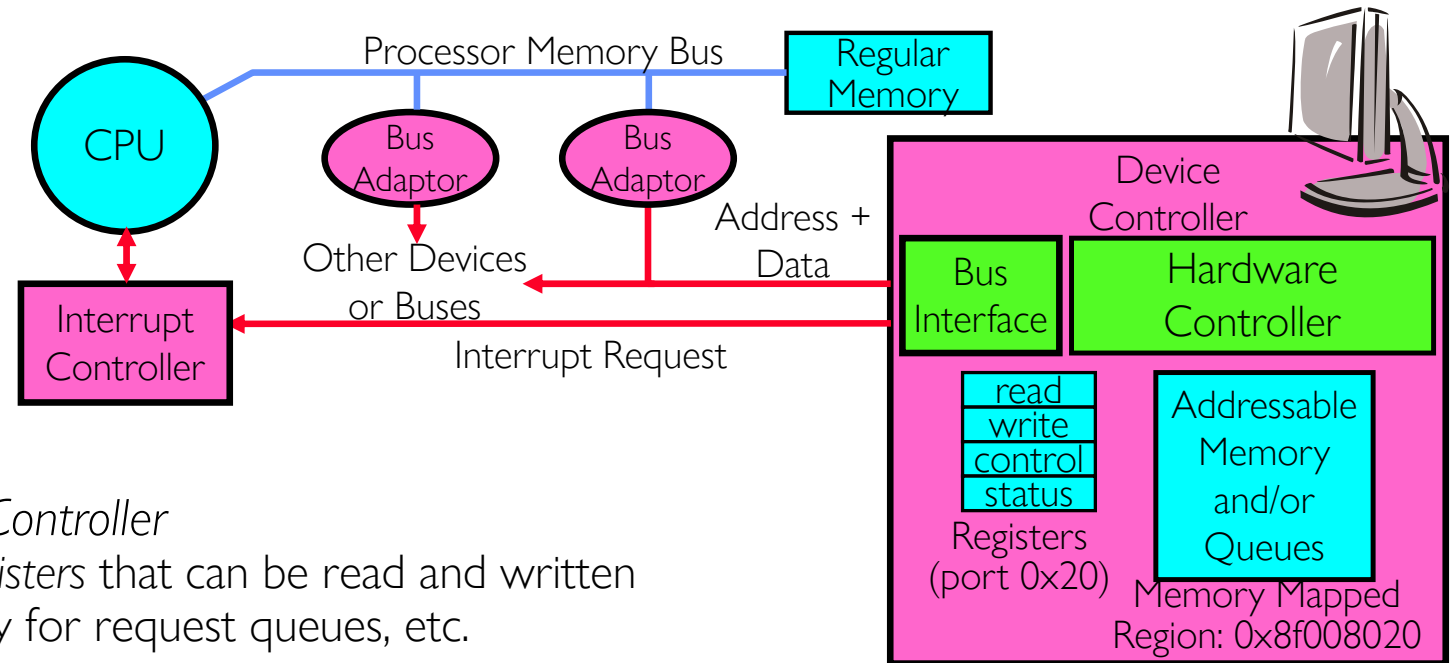 Processor Memory Bus
Regular
Memory
CPU
Bus
Adaptor
Bus
Adaptor
Device
Controller
Address +
Data
Other Devices
or Buses
Bus
Interface
Hardware
Controller
Interrupt
Controller
Interrupt Request
read
write
control
status
Registers
(port 0x20)
Addressable
Memory
and/or
Queues
Memory Mapped
Region: 0x8f008020
Controller
isters that can be read and written
y for request queues, etc.